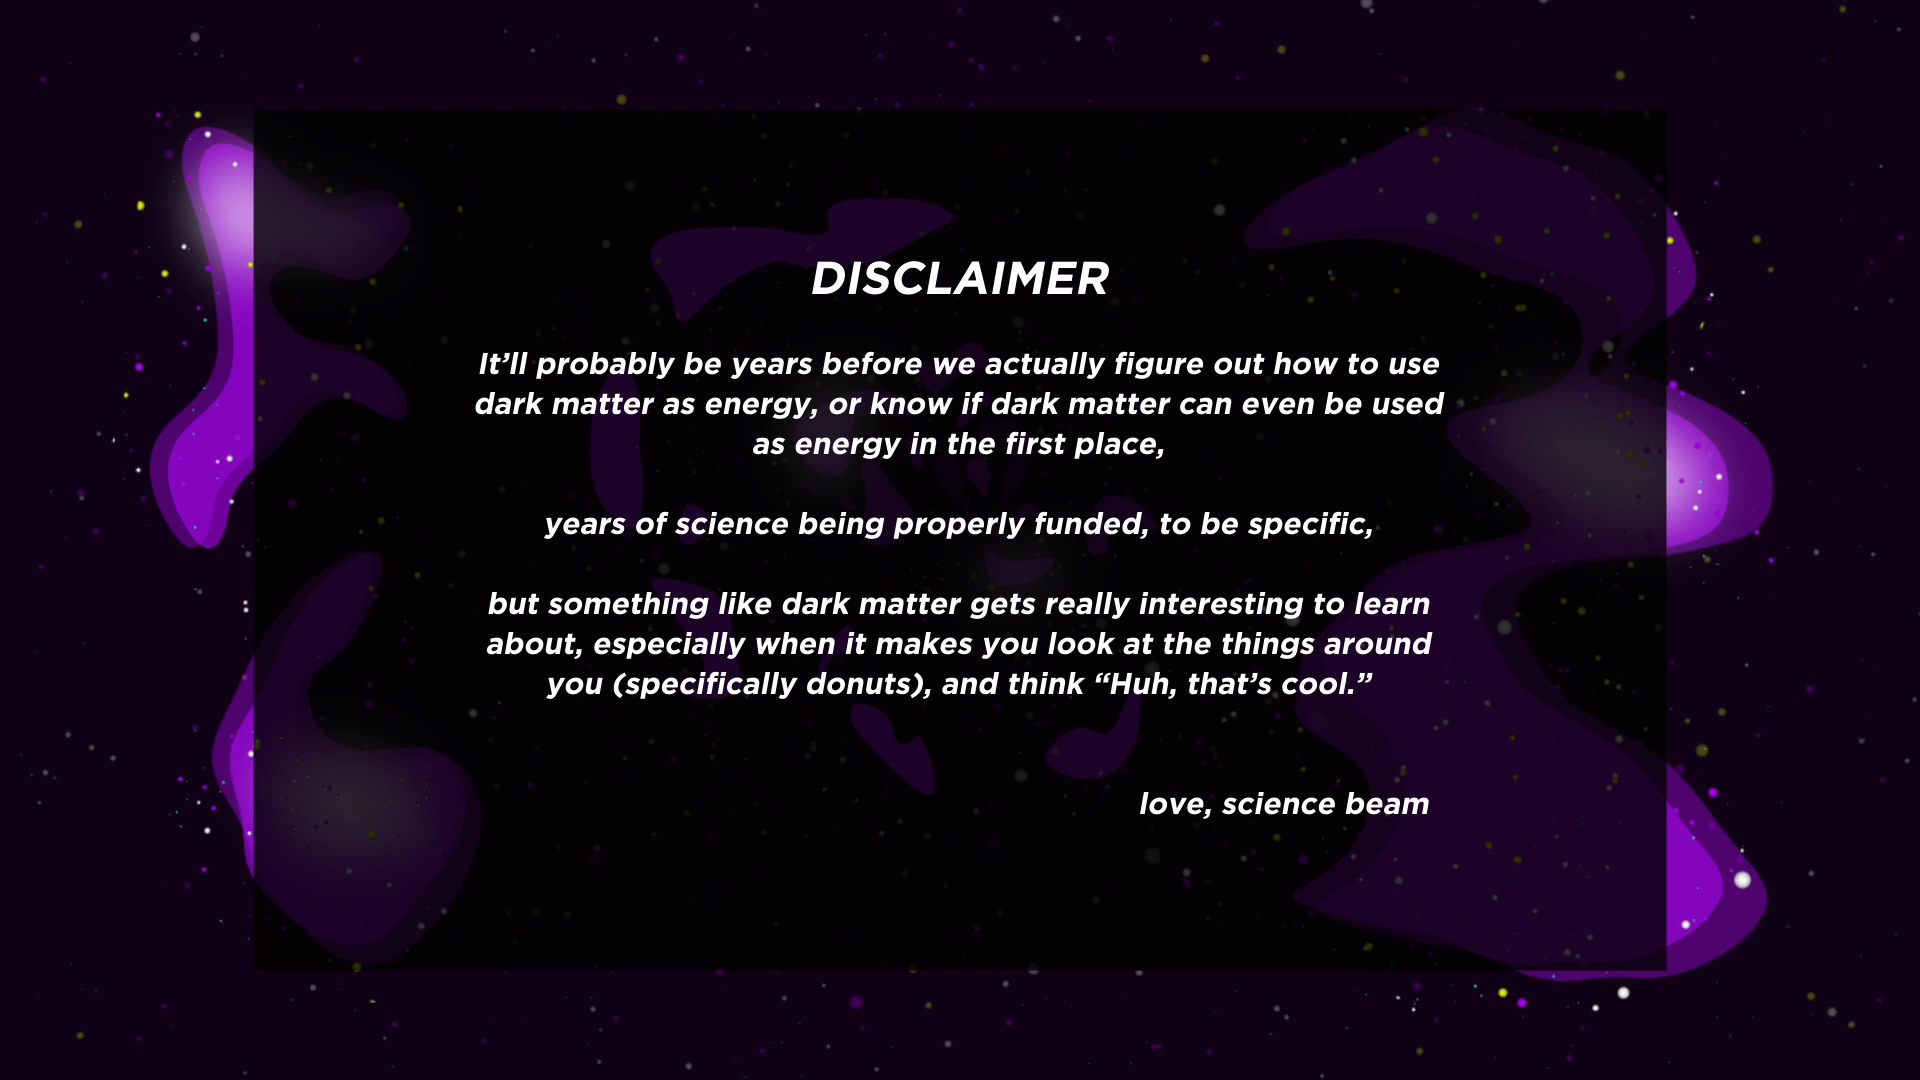 DISCLAIMER
It’ll probably be years before we actually figure out how to use
dark matter as energy, or know if dark matter can even be used
as energy in the first place,
years of science being properly funded, to be specific,
but something like dark matter gets really interesting to learn
about, especially when it makes you look at the things around
you (specifically donuts), and think “Huh, that’s cool.”
love, science beam